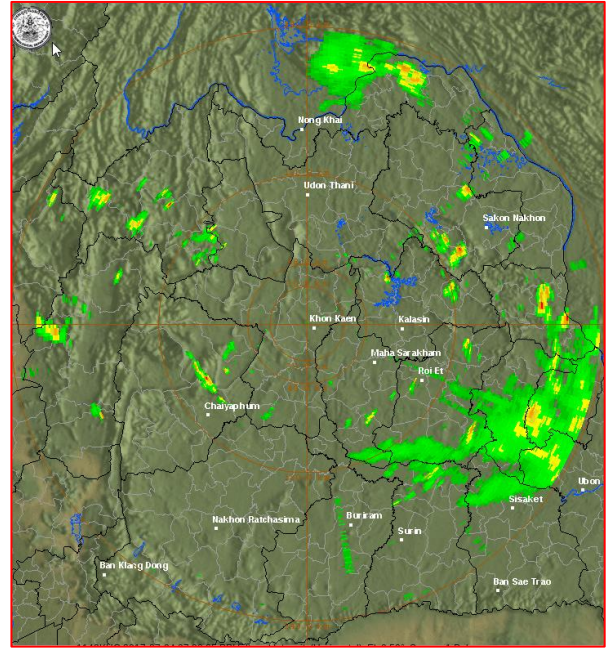 Nong Khai
Udon Thani
Sakon Nakhon
Khon Kaen
Kalasin
Maha Sarakham
Roi Et
Chaiyaphum
Ubon
Sisaket
Nakhon Ratchasima
Buriram
Surin
Ban Klang Dong
Ban Sae Trao